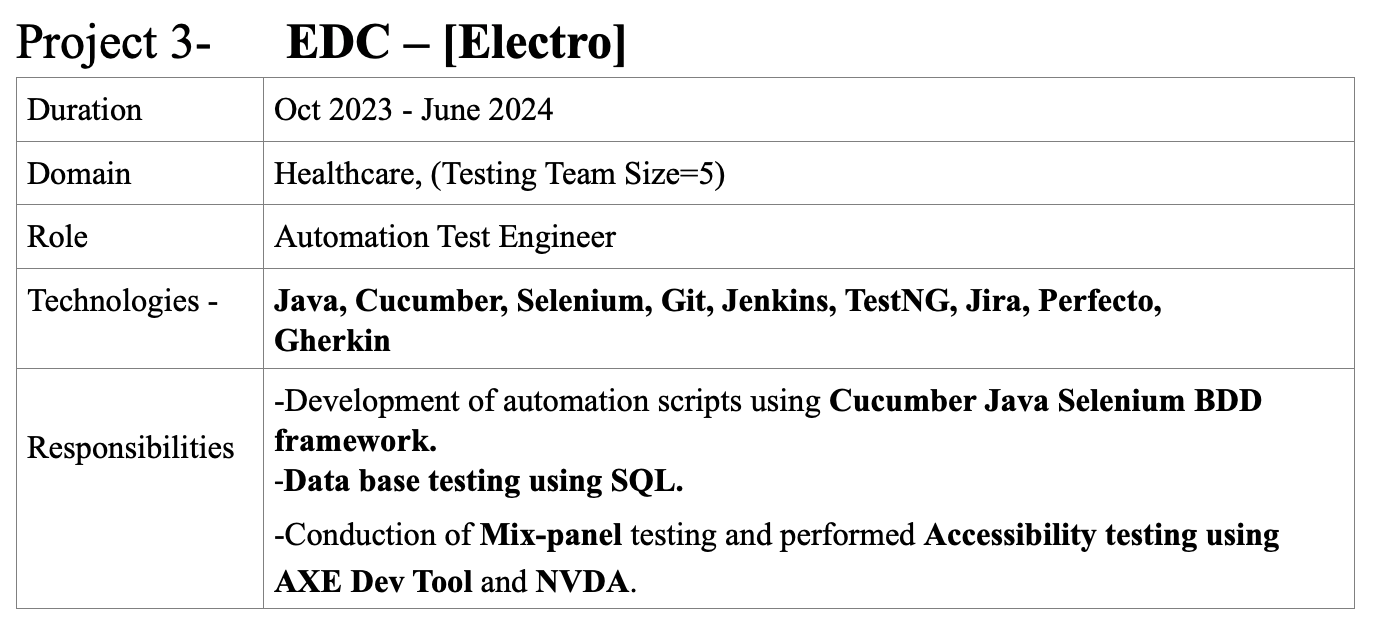 Project 3- EDC – [Electro]
Duration Oct 2023 - June 2024
Domain Healthcare, (Testing Team Size=5)
Role Automation Test Engineer
Technologies - Java, Cucumber, Selenium, Git, Jenkins, TestNG, Jira, Perfecto,
Gherkin
Responsibilities
-Development of automation scripts using Cucumber Java Selenium BDD
framework.
-Data base testing using SQL.
-Conduction of Mix-panel testing and performed Accessibility testing using
AXE Dev Tool and NVDA.